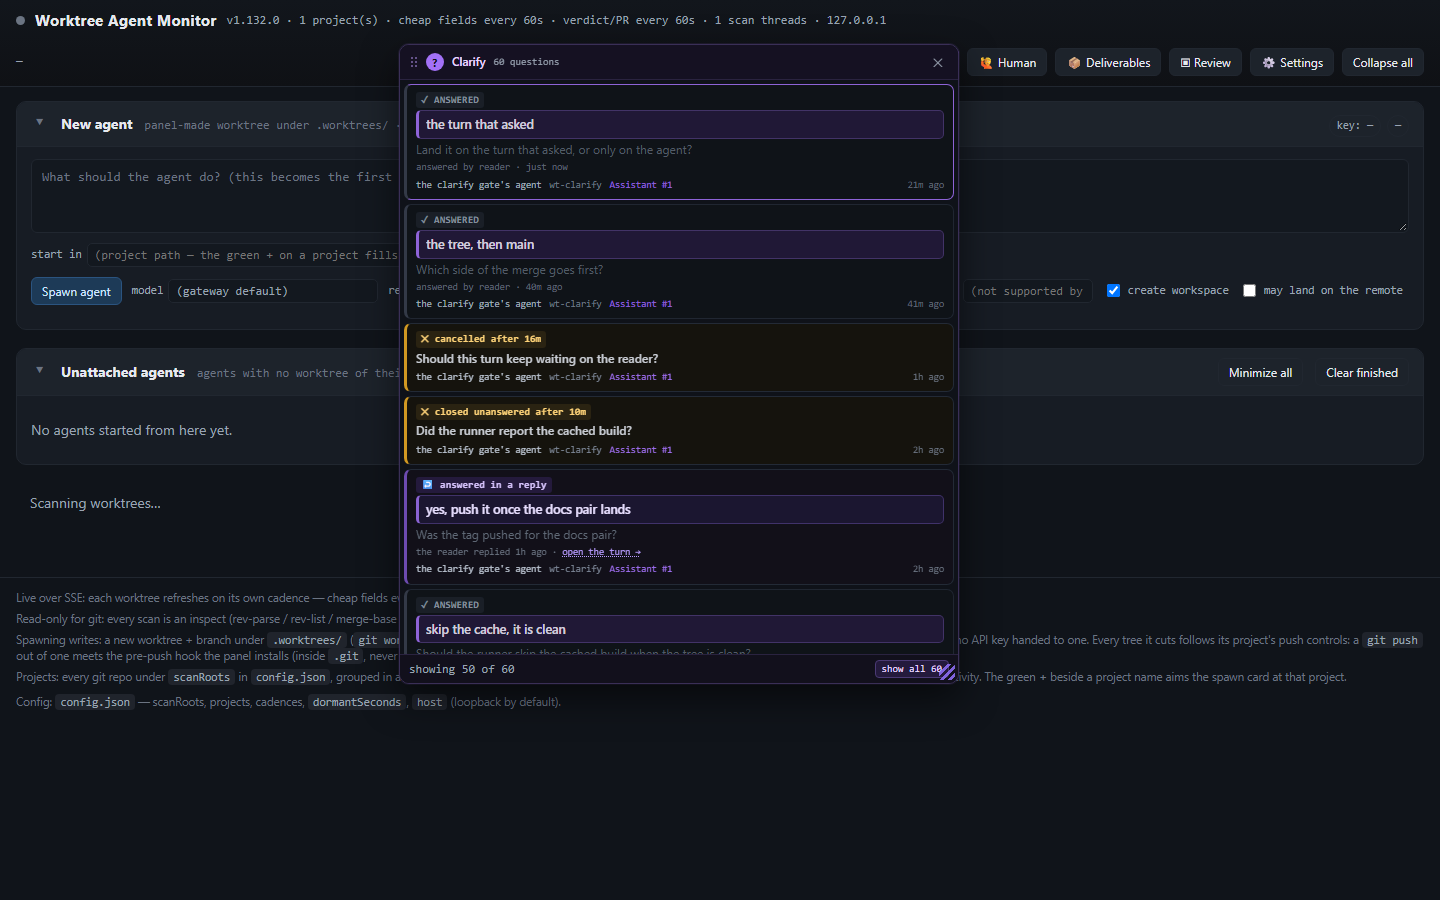 Worktree Agent Monitor v1.132.0 · 1 project(s) · cheap fields every 60s · verdict/PR every 60s · 1 scan threads · 127.0.0.1
—
Human
Deliverables
Review
Settings
Collapse all
? Clarify 60 questions ×
✓ ANSWERED
the turn that asked
Land it on the turn that asked, or only on the agent?
answered by reader · just now
the clarify gate's agent wt-clarify Assistant #1 21m ago
✓ ANSWERED
the tree, then main
Which side of the merge goes first?
answered by reader · 40m ago
the clarify gate's agent wt-clarify Assistant #1 41m ago
✕ cancelled after 16m
Should this turn keep waiting on the reader?
the clarify gate's agent wt-clarify Assistant #1 1h ago
✕ closed unanswered after 10m
Did the runner report the cached build?
the clarify gate's agent wt-clarify Assistant #1 2h ago
answered in a reply
yes, push it once the docs pair lands
Was the tag pushed for the docs pair?
the reader replied 1h ago · open the turn →
the clarify gate's agent wt-clarify Assistant #1 2h ago
✓ ANSWERED
skip the cache, it is clean
Should the runner skip the cached build when the tree is clean?
showing 50 of 60 show all 60
New agent panel-made worktree under .worktrees/ key: — —
What should the agent do? (this becomes the first
start in (project path — the green + on a project fills
Spawn agent model (gateway default) (not supported by create workspace may land on the remote
Unattached agents agents with no worktree of Minimize all Clear finished
No agents started from here yet.
Scanning worktrees...
Live over SSE: each worktree refreshes on its own cadence — cheap fields
Read-only for git: every scan is an inspect (rev-parse / rev-list / merge-base
Spawning writes: a new worktree + branch under .worktrees/ (git no API key handed to one. Every tree it cuts follows its project's push controls: a git push
out of one meets the pre-push hook the panel installs (inside .git, never
Projects: every git repo under scanRoots in config.json, grouped in The green + beside a project name aims the spawn card at that project.
Config: config.json — scanRoots, projects, cadences, dormantSeconds, host (loopback by default).